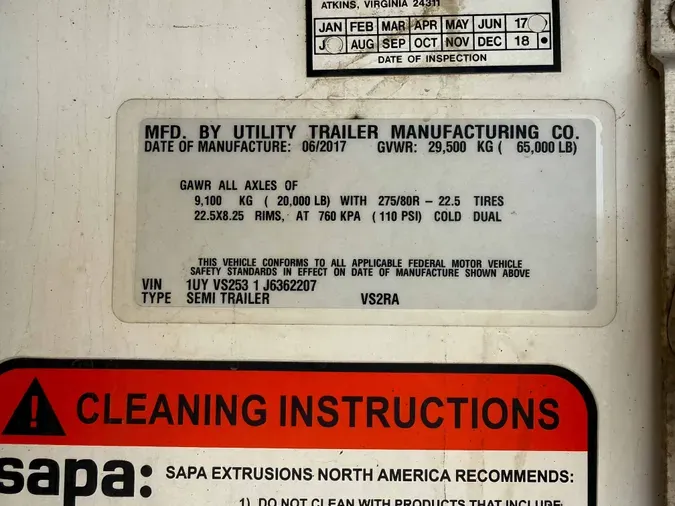 ATKINS, VIRGINIA 24311
JAN FEB MAR APR MAY JUN 17
J AUG SEP OCT NOV DEC 18
DATE OF INSPECTION
MFD. BY UTILITY TRAILER MANUFACTURING CO.
DATE OF MANUFACTURE: 06/2017 GVWR: 29,500 KG ( 65,000 LB)
GAWR ALL AXLES OF
9,100 KG ( 20,000 LB) WITH 275/80R - 22.5 TIRES
22.5X8.25 RIMS, AT 760 KPA (110 PSI) COLD DUAL
THIS VEHICLE CONFORMS TO ALL APPLICABLE FEDERAL MOTOR VEHICLE
SAFETY STANDARDS IN EFFECT ON DATE OF MANUFACTURE SHOWN ABOVE
VIN 1UY VS253 1 J6362207
TYPE SEMI TRAILER VS2RA
CLEANING INSTRUCTIONS
sapa: SAPA EXTRUSIONS NORTH AMERICA RECOMMENDS:
1) DO NOT CLEAN WITH PRODUCTS THAT INCLUDE: